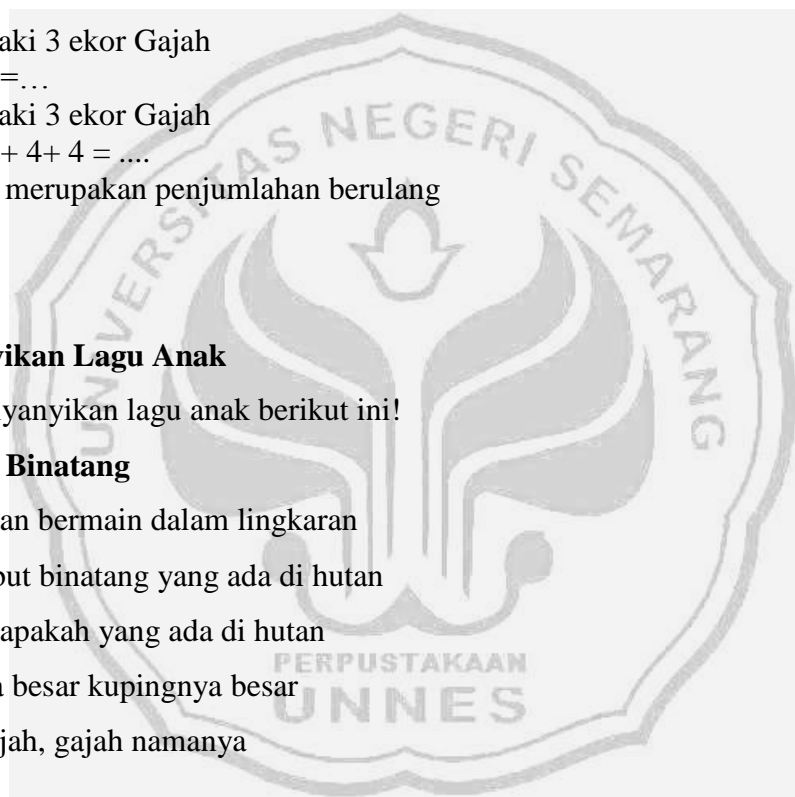 aki 3 ekor Gajah
=…
aki 3 ekor Gajah
+ 4+ 4 = ....
merupakan penjumlahan berulang
UNIVERSITAS NEGERI SEMARANG
yikan Lagu Anak
yanyikan lagu anak berikut ini!
Binatang
an bermain dalam lingkaran
but binatang yang ada di hutan
apakah yang ada di hutan
PERPUSTAKAAN
a besar kupingnya besar
UNNES
jah, gajah namanya